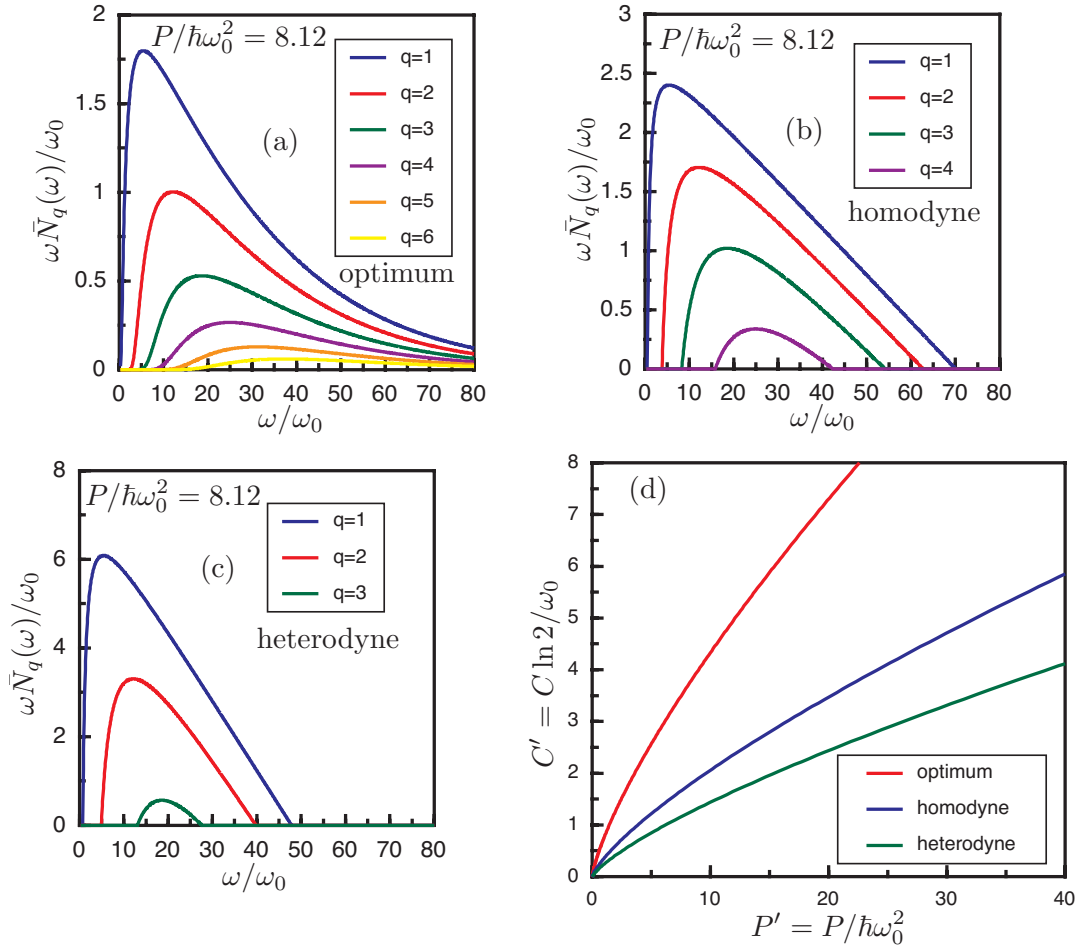 P/ħω₀² = 8.12
q=1
q=2
q=3
q=4
q=5
q=6
(a)
optimum
ωN̄_q(ω)/ω₀
0
0.5
1
1.5
2
0 10 20 30 40 50 60 70 80
ω/ω₀
P/ħω₀² = 8.12
q=1
q=2
q=3
q=4
(b)
homodyne
ωN̄_q(ω)/ω₀
0
0.5
1
1.5
2
2.5
3
0 10 20 30 40 50 60 70 80
ω/ω₀
P/ħω₀² = 8.12
q=1
q=2
q=3
(c)
heterodyne
ωN̄_q(ω)/ω₀
0
2
4
6
8
0 10 20 30 40 50 60 70 80
ω/ω₀
(d)
optimum
homodyne
heterodyne
C′ = C ln 2/ω₀
0
1
2
3
4
5
6
7
8
0 10 20 30 40
P′ = P/ħω₀²